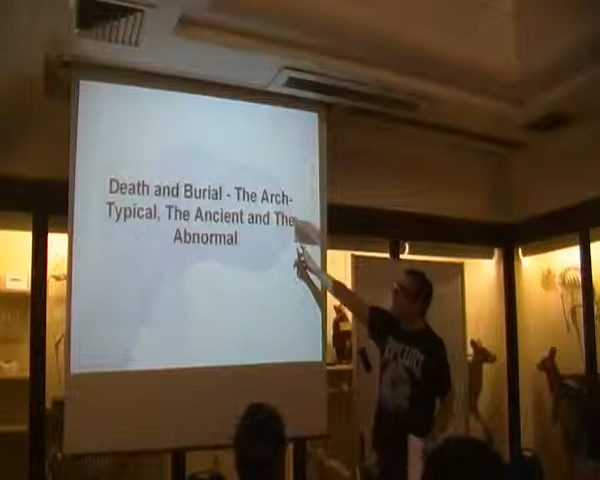 Death and Burial - The Arch-
Typical, The Ancient and The
Abnormal